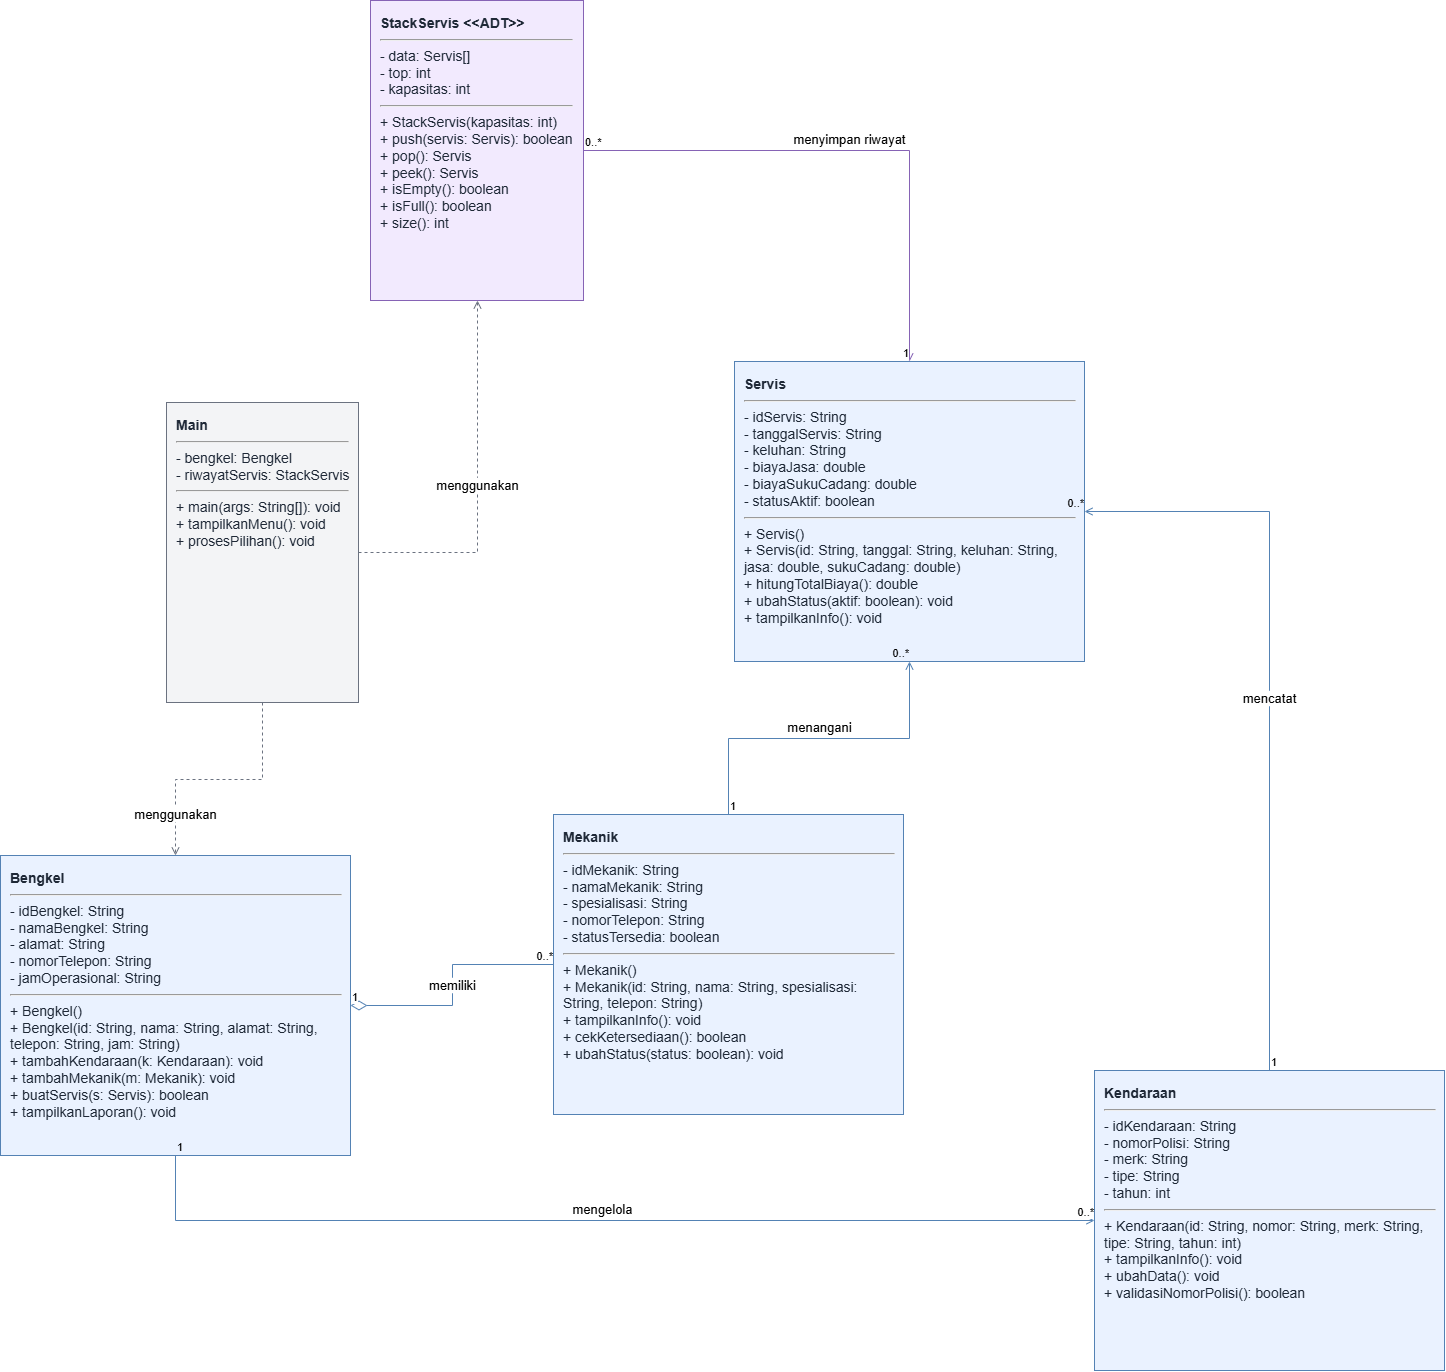 StackServis <<ADT>>
- data: Servis[]
- top: int
- kapasitas: int
+ StackServis(kapasitas: int)
+ push(servis: Servis): boolean
+ pop(): Servis
+ peek(): Servis
+ isEmpty(): boolean
+ isFull(): boolean
+ size(): int
0..*
menyimpan riwayat
1
Servis
- idServis: String
- tanggalServis: String
- keluhan: String
- biayaJasa: double
- biayaSukuCadang: double
- statusAktif: boolean
+ Servis()
+ Servis(id: String, tanggal: String, keluhan: String,
jasa: double, sukuCadang: double)
+ hitungTotalBiaya(): double
+ ubahStatus(aktif: boolean): void
+ tampilkanInfo(): void
0..*
0..*
Main
- bengkel: Bengkel
- riwayatServis: StackServis
+ main(args: String[]): void
+ tampilkanMenu(): void
+ prosesPilihan(): void
menggunakan
mencatat
menangani
1
menggunakan
Bengkel
- idBengkel: String
- namaBengkel: String
- alamat: String
- nomorTelepon: String
- jamOperasional: String
+ Bengkel()
+ Bengkel(id: String, nama: String, alamat: String,
telepon: String, jam: String)
+ tambahKendaraan(k: Kendaraan): void
+ tambahMekanik(m: Mekanik): void
+ buatServis(s: Servis): boolean
+ tampilkanLaporan(): void
1
1
memiliki
0..*
Mekanik
- idMekanik: String
- namaMekanik: String
- spesialisasi: String
- nomorTelepon: String
- statusTersedia: boolean
+ Mekanik()
+ Mekanik(id: String, nama: String, spesialisasi:
String, telepon: String)
+ tampilkanInfo(): void
+ cekKetersediaan(): boolean
+ ubahStatus(status: boolean): void
1
Kendaraan
- idKendaraan: String
- nomorPolisi: String
- merk: String
- tipe: String
- tahun: int
+ Kendaraan(id: String, nomor: String, merk: String,
tipe: String, tahun: int)
+ tampilkanInfo(): void
+ ubahData(): void
+ validasiNomorPolisi(): boolean
mengelola
0..*